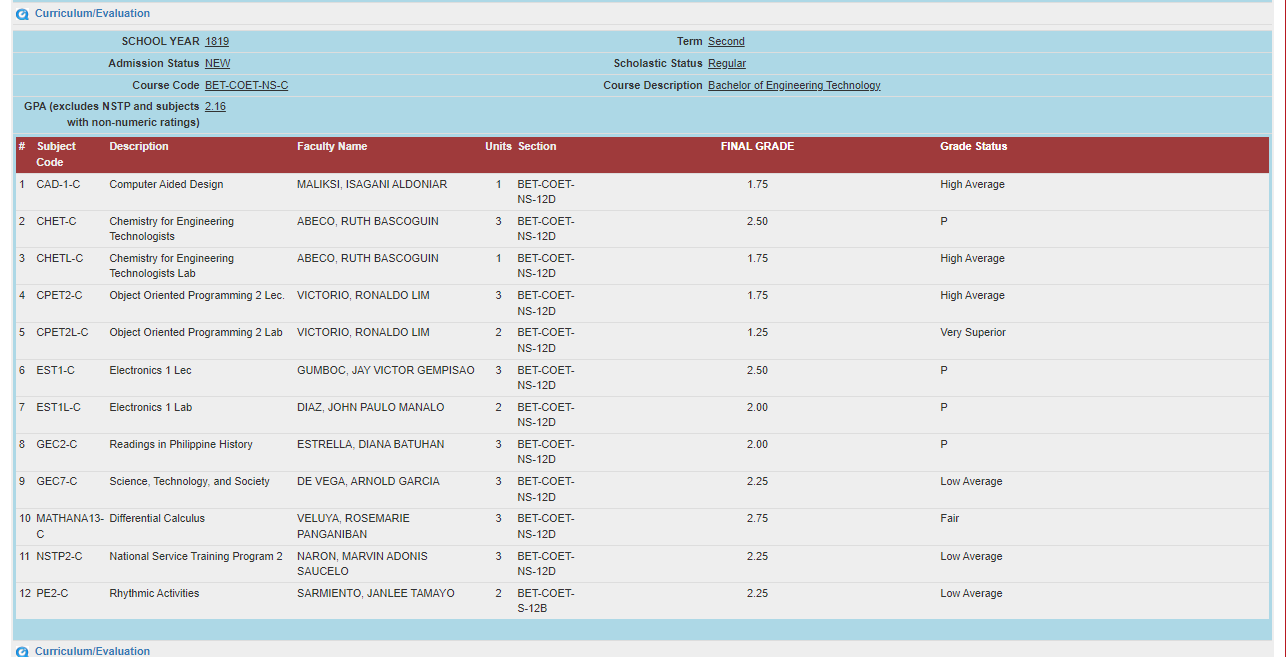 Curriculum/Evaluation
SCHOOL YEAR 1819 Term Second
Admission Status NEW Scholastic Status Regular
Course Code BET-COET-NS-C Course Description Bachelor of Engineering Technology
GPA (excludes NSTP and subjects 2.16
with non-numeric ratings)
# Subject Description Faculty Name Units Section FINAL GRADE Grade Status
Code
1 CAD-1-C Computer Aided Design MALIKSI, ISAGANI ALDONIAR 1 BET-COET- 1.75 High Average
NS-12D
2 CHET-C Chemistry for Engineering ABECO, RUTH BASCOGUIN 3 BET-COET- 2.50 P
Technologists NS-12D
3 CHETL-C Chemistry for Engineering ABECO, RUTH BASCOGUIN 1 BET-COET- 1.75 High Average
Technologists Lab NS-12D
4 CPET2-C Object Oriented Programming 2 Lec. VICTORIO, RONALDO LIM 3 BET-COET- 1.75 High Average
NS-12D
5 CPET2L-C Object Oriented Programming 2 Lab VICTORIO, RONALDO LIM 2 BET-COET- 1.25 Very Superior
NS-12D
6 EST1-C Electronics 1 Lec GUMBOC, JAY VICTOR GEMPISAO 3 BET-COET- 2.50 P
NS-12D
7 EST1L-C Electronics 1 Lab DIAZ, JOHN PAULO MANALO 2 BET-COET- 2.00 P
NS-12D
8 GEC2-C Readings in Philippine History ESTRELLA, DIANA BATUHAN 3 BET-COET- 2.00 P
NS-12D
9 GEC7-C Science, Technology, and Society DE VEGA, ARNOLD GARCIA 3 BET-COET- 2.25 Low Average
NS-12D
10 MATHANA13- Differential Calculus VELUYA, ROSEMARIE 3 BET-COET- 2.75 Fair
C PANGANIBAN NS-12D
11 NSTP2-C National Service Training Program 2 NARON, MARVIN ADONIS 3 BET-COET- 2.25 Low Average
SAUCELO NS-12D
12 PE2-C Rhythmic Activities SARMIENTO, JANLEE TAMAYO 2 BET-COET- 2.25 Low Average
S-12B
Curriculum/Evaluation